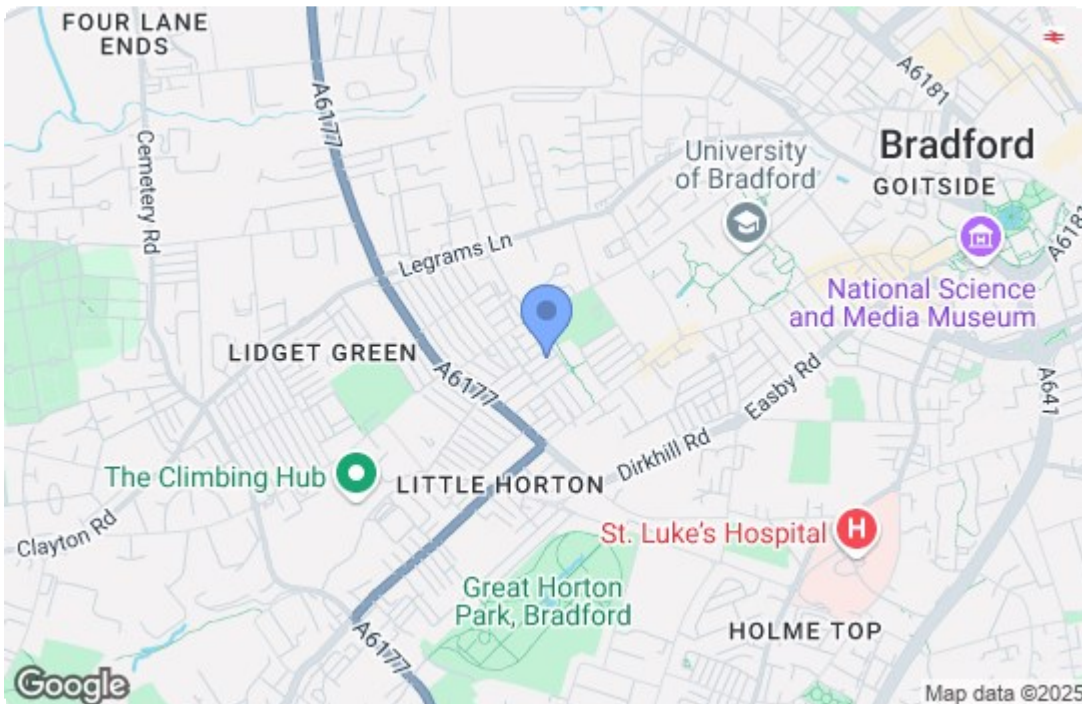 FOUR LANE
ENDS
A6177
A6181
Cemetery Rd
Bradford
University
of Bradford
GOITSIDE
A6181
Legrams Ln
National Science
and Media Museum
LIDGET GREEN
A6177
Easby Rd
A641
Dirkhill Rd
The Climbing Hub
LITTLE HORTON
Clayton Rd
St. Luke's Hospital
H
Great Horton
Park, Bradford
HOLME TOP
A6177
Google
Map data ©2025